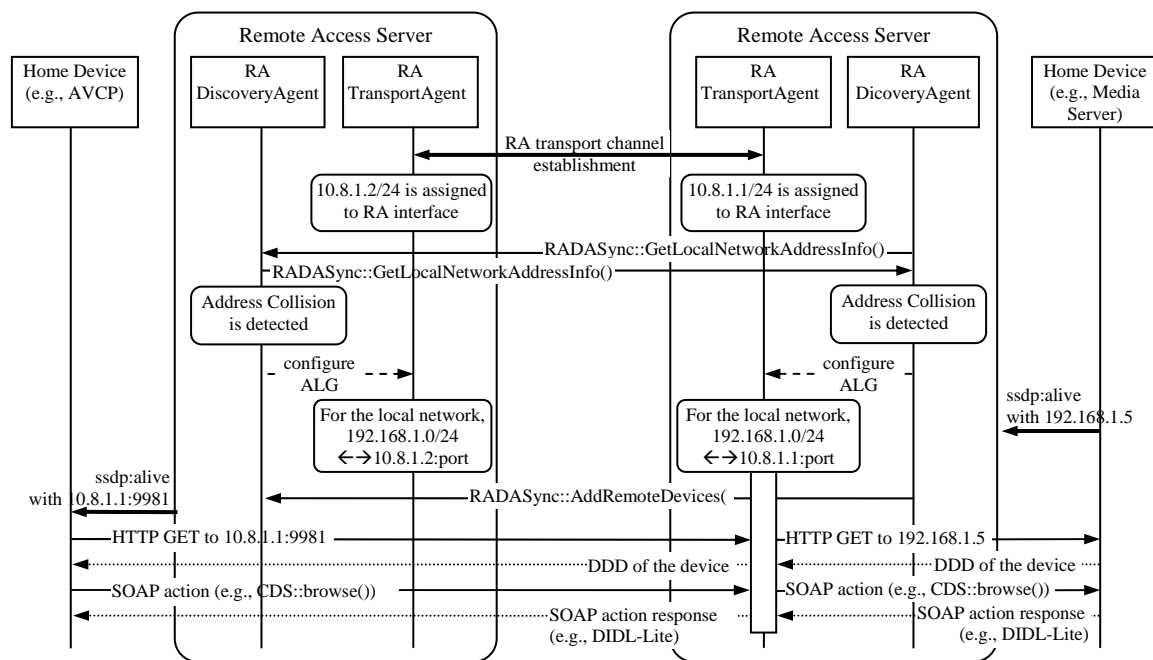 Remote Access Server
Remote Access Server
Home Device
(e.g., AVCP)
RA
DiscoveryAgent
RA
TransportAgent
RA
TransportAgent
RA
DicoveryAgent
Home Device
(e.g., Media
Server)
RA transport channel
establishment
10.8.1.2/24 is assigned
to RA interface
10.8.1.1/24 is assigned
to RA interface
RADASync::GetLocalNetworkAddressInfo()
RADASync::GetLocalNetworkAddressInfo()
Address Collision
is detected
Address Collision
is detected
configure
ALG
configure
ALG
For the local network,
192.168.1.0/24
←→10.8.1.2:port
For the local network,
192.168.1.0/24
←→10.8.1.1:port
ssdp:alive
with 192.168.1.5
ssdp:alive
with 10.8.1.1:9981
RADASync::AddRemoteDevices(
HTTP GET to 10.8.1.1:9981
HTTP GET to 192.168.1.5
DDD of the device
DDD of the device
SOAP action (e.g., CDS::browse())
SOAP action (e.g., CDS::browse())
SOAP action response
(e.g., DIDL-Lite)
SOAP action response
(e.g., DIDL-Lite)